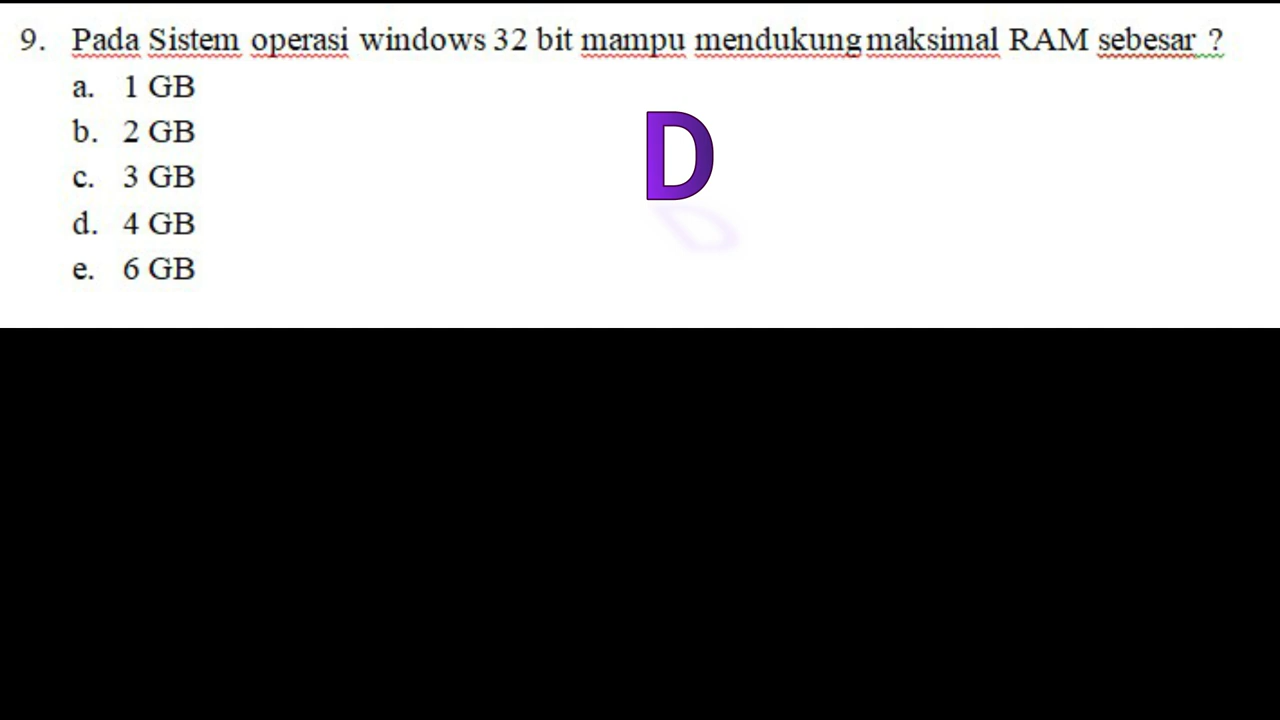 9. Pada Sistem operasi windows 32 bit mampu mendukung maksimal RAM sebesar ?
a. 1 GB
b. 2 GB
c. 3 GB
d. 4 GB
e. 6 GB
D